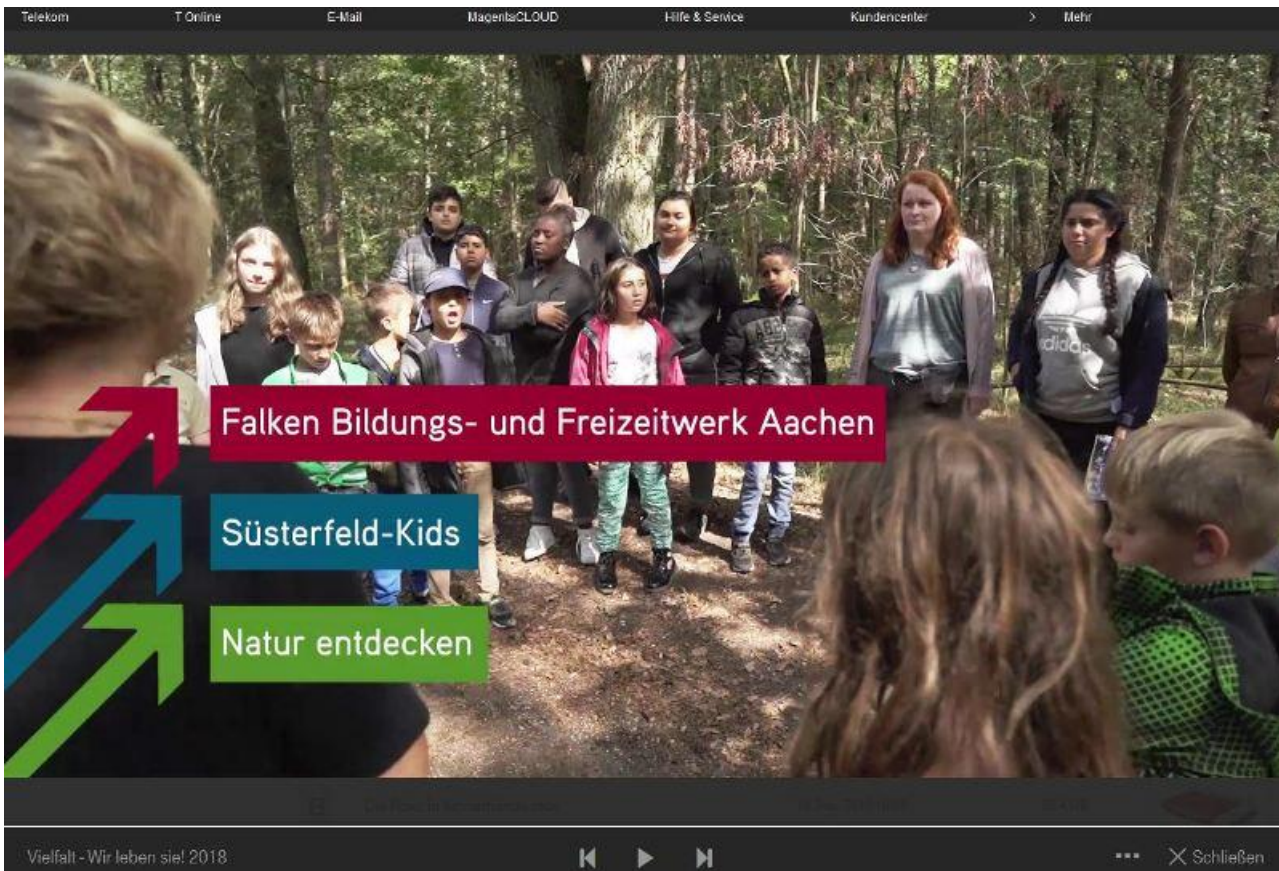 Telekom
T Online
E-Mail
MagentaCLOUD
Hilfe & Service
Kundencenter
> Mehr
adidas
Falken Bildungs- und Freizeitwerk Aachen
Süsterfeld-Kids
Natur entdecken
Vielfalt - Wir leben sie! 2018
Schließen